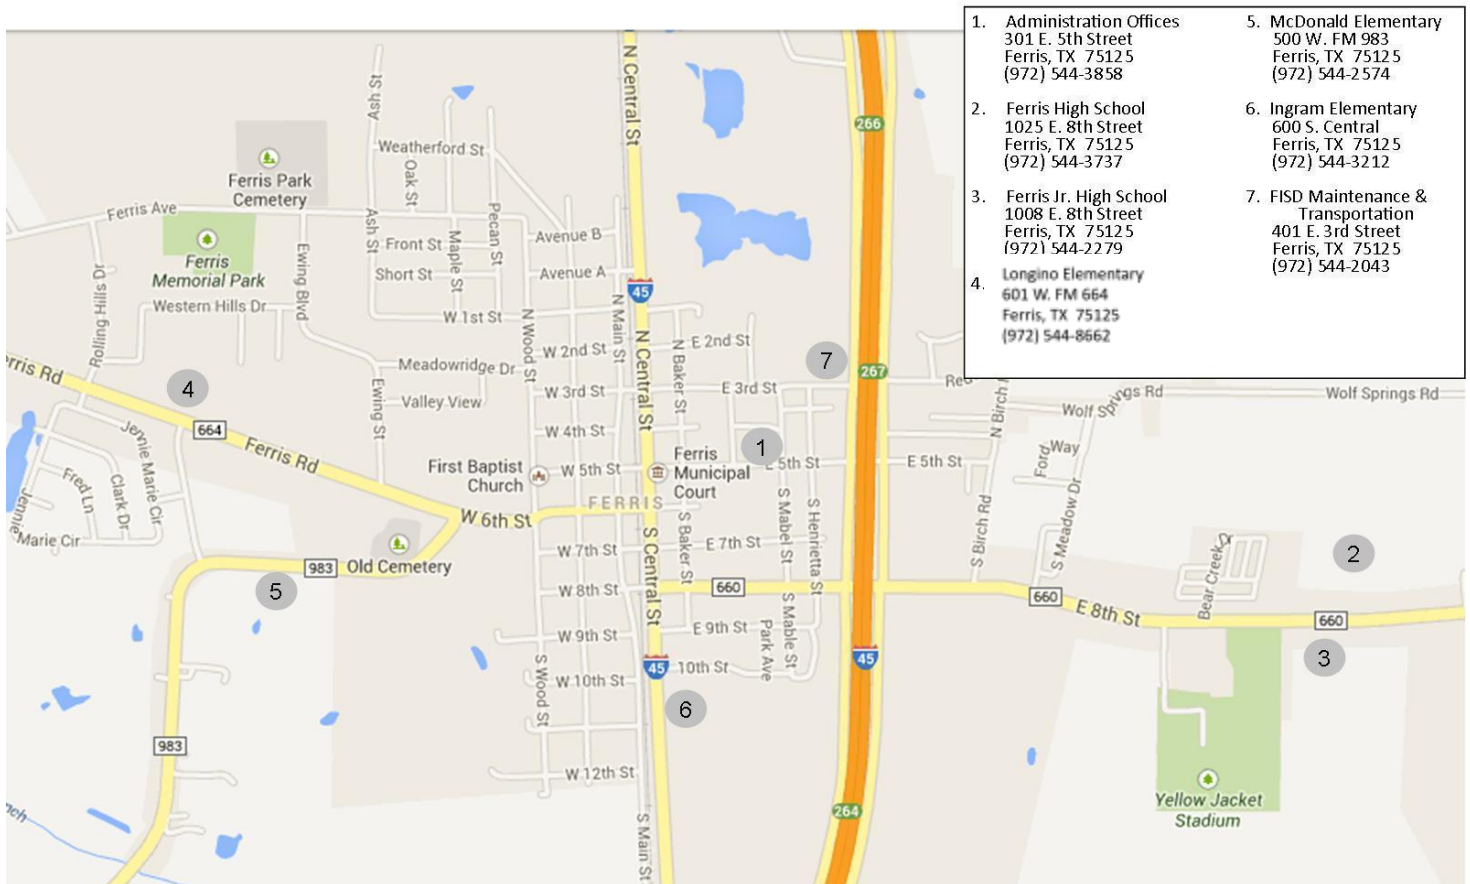 1. Administration Offices
301 E. 5th Street
Ferris, TX 75125
(972) 544-3858
2. Ferris High School
1025 E. 8th Street
Ferris, TX 75125
(972) 544-3737
3. Ferris Jr. High School
1008 E. 8th Street
Ferris, TX 75125
(972) 544-2279
4. Longino Elementary
601 W. FM 664
Ferris, TX 75125
(972) 544-8662
5. McDonald Elementary
500 W. FM 983
Ferris, TX 75125
(972) 544-2574
6. Ingram Elementary
600 S. Central
Ferris, TX 75125
(972) 544-3212
7. FISD Maintenance &
Transportation
401 E. 3rd Street
Ferris, TX 75125
(972) 544-2043
N Central St
Ash St
266
Weatherford St
Oak St
Ferris Park
Cemetery
Ferris Ave
Ash St
Pecan St
Maple St
Front St
Avenue B
Ferris
Memorial Park
Ewing Blvd
Short St
Avenue A
45
Rolling Hills Dr
Western Hills Dr
W 1st St
N Wood St
N Main St
N Central St
N Baker St
E 2nd St
W 2nd St
Meadowridge Dr
7
267
4
Ewing St
Valley View
W 3rd St
E 3rd St
Wolf Springs Rd
Wolf Springs Rd
N Birch
664
Ferris Rd
W 4th St
1
Jennie Marie Cir
Ford Way
First Baptist
Church
W 5th St
Ferris
Municipal
Court
E 5th St
E 5th St
Fred Ln
Clark Dr
Jennie
Marie Cir
W 6th St
FERRIS
S Central St
S Baker St
S Mabel St
S Henrietta St
S Birch Rd
S Meadow Dr
Old Cemetery
983
W 7th St
E 7th St
Bear Creek Dr
2
5
W 8th St
660
660
E 8th St
660
W 9th St
E 9th St
Park Ave
S Mable St
3
S Wood St
45
10th St
45
W 10th St
6
983
W 12th St
264
Yellow Jacket
Stadium
S Main St